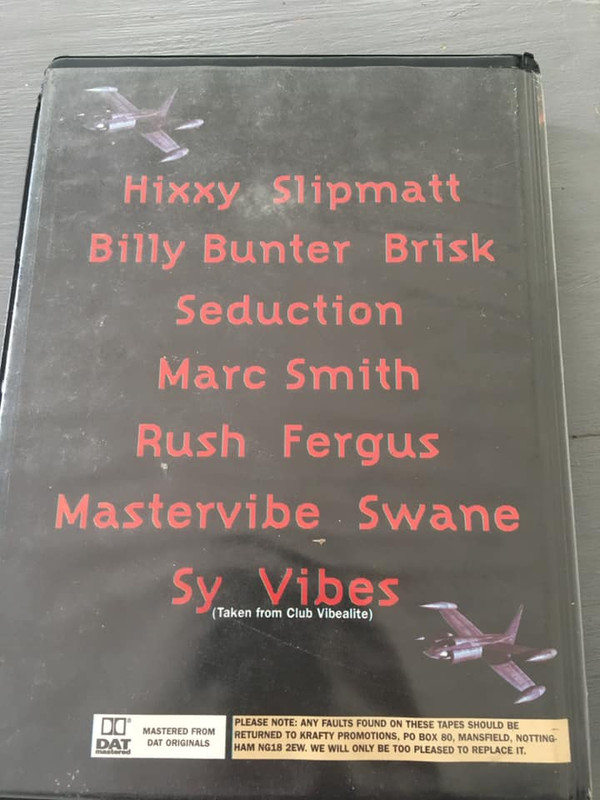 Hixxy Slipmatt
Billy Bunter Brisk
Seduction
Marc Smith
Rush Fergus
Mastervibe Swane
Sy Vibes
(Taken from Club Vibealite)
DAT
mastered
MASTERED FROM
DAT ORIGINALS
PLEASE NOTE: ANY FAULTS FOUND ON THESE TAPES SHOULD BE
RETURNED TO KRAFTY PROMOTIONS, PO BOX 80, MANSFIELD, NOTTING-
HAM NG18 2EW. WE WILL ONLY BE TOO PLEASED TO REPLACE IT.